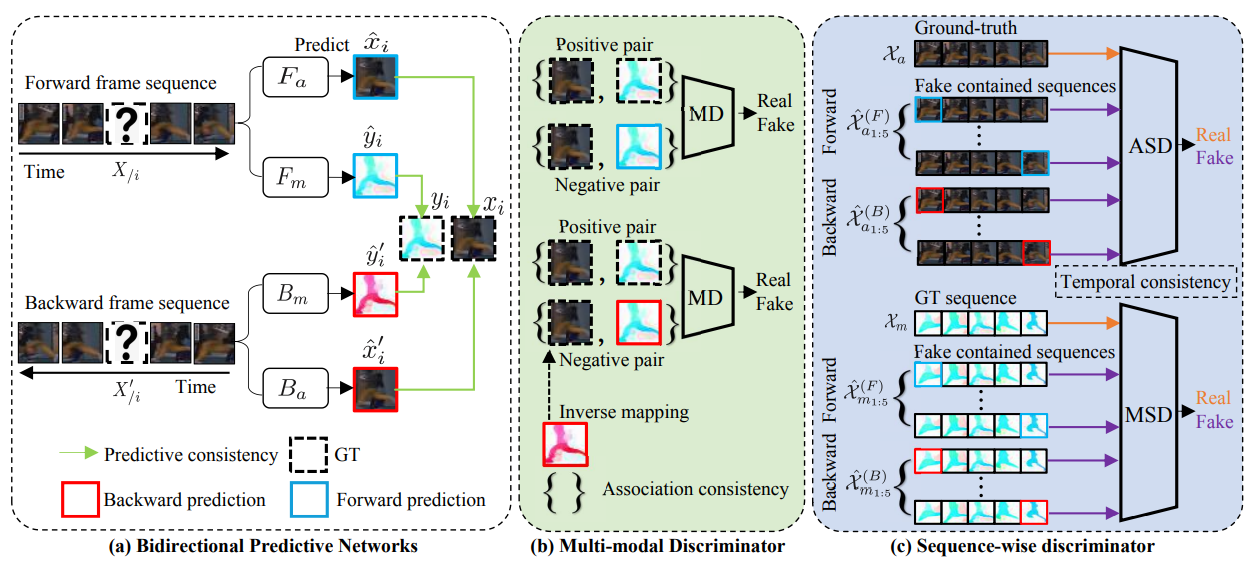 Forward frame sequence
?
Time
X_{/i}
Predict
\hat{x}_i
F_a
\hat{y}_i
F_m
y_i
x_i
Backward frame sequence
?
X'_{/i}
Time
\hat{y}'_i
B_m
\hat{x}'_i
B_a
Predictive consistency
GT
Backward prediction
Forward prediction
(a) Bidirectional Predictive Networks
Positive pair
{ , }
MD
Real
Fake
{ , }
Negative pair
Positive pair
{ , }
MD
Real
Fake
{ , }
Negative pair
Inverse mapping
{ } Association consistency
(b) Multi-modal Discriminator
Ground-truth
\mathcal{X}_a
Fake contained sequences
Forward
\hat{\mathcal{X}}_{a_{1:5}}^{(F)} {
Backward
\hat{\mathcal{X}}_{a_{1:5}}^{(B)} {
ASD
Real
Fake
Temporal consistency
GT sequence
\mathcal{X}_m
Fake contained sequences
Forward
\hat{\mathcal{X}}_{m_{1:5}}^{(F)} {
Backward
\hat{\mathcal{X}}_{m_{1:5}}^{(B)} {
MSD
Real
Fake
(c) Sequence-wise discriminator